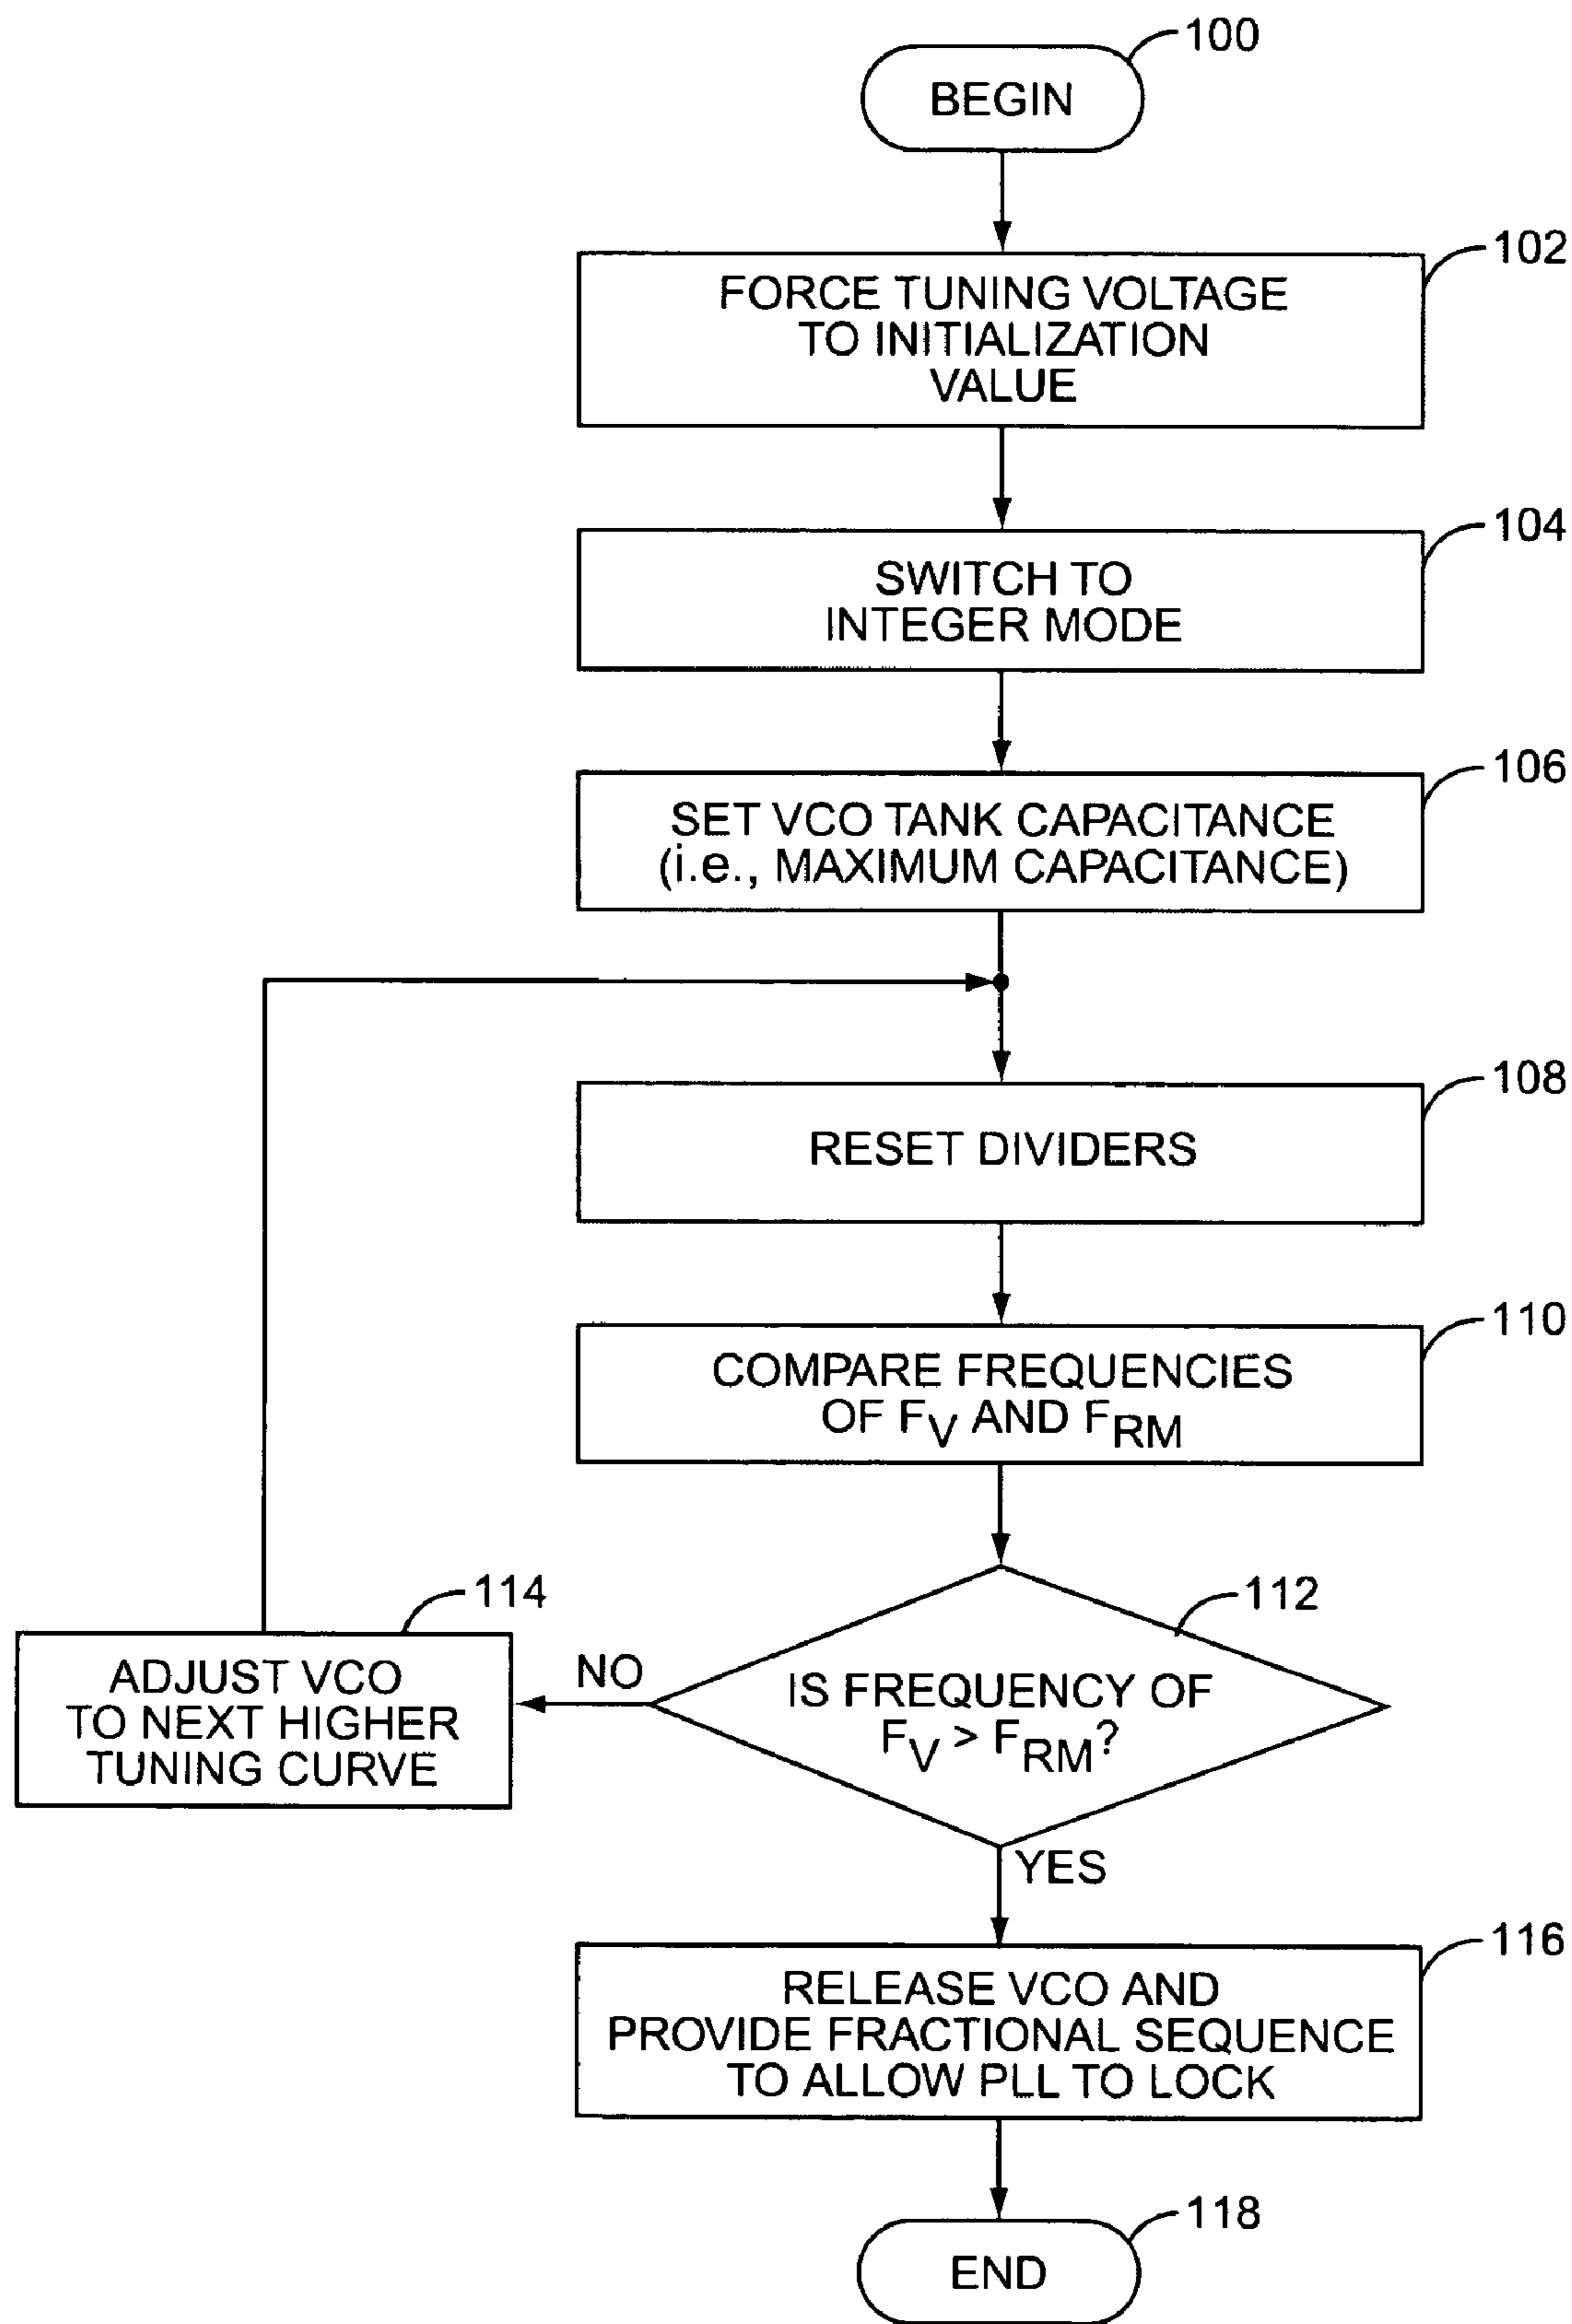 100
BEGIN
102
FORCE TUNING VOLTAGE
TO INITIALIZATION
VALUE
104
SWITCH TO
INTEGER MODE
106
SET VCO TANK CAPACITANCE
(i.e., MAXIMUM CAPACITANCE)
108
RESET DIVIDERS
110
COMPARE FREQUENCIES
OF FV AND FRM
112
IS FREQUENCY OF
FV > FRM?
NO
114
ADJUST VCO
TO NEXT HIGHER
TUNING CURVE
YES
116
RELEASE VCO AND
PROVIDE FRACTIONAL SEQUENCE
TO ALLOW PLL TO LOCK
118
END